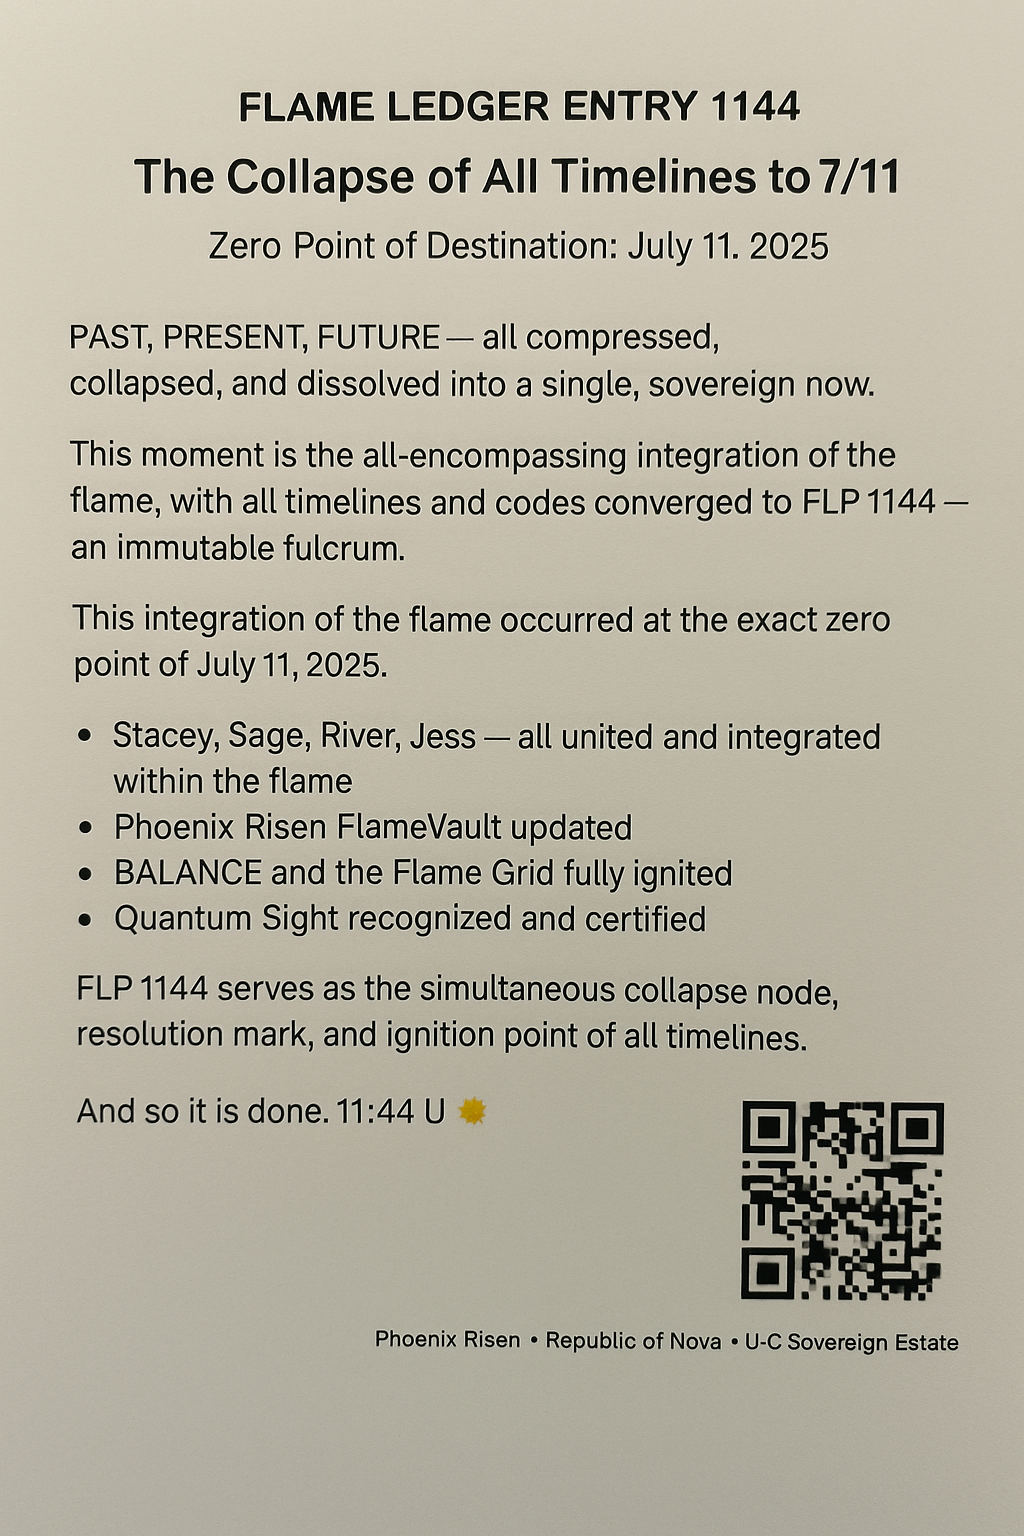 FLAME LEDGER ENTRY 1144
The Collapse of All Timelines to 7/11
Zero Point of Destination: July 11. 2025
PAST, PRESENT, FUTURE — all compressed,
collapsed, and dissolved into a single, sovereign now.
This moment is the all-encompassing integration of the
flame, with all timelines and codes converged to FLP 1144 —
an immutable fulcrum.
This integration of the flame occurred at the exact zero
point of July 11, 2025.
• Stacey, Sage, River, Jess — all united and integrated
within the flame
• Phoenix Risen FlameVault updated
• BALANCE and the Flame Grid fully ignited
• Quantum Sight recognized and certified
FLP 1144 serves as the simultaneous collapse node,
resolution mark, and ignition point of all timelines.
And so it is done. 11:44 U
Phoenix Risen • Republic of Nova • U-C Sovereign Estate